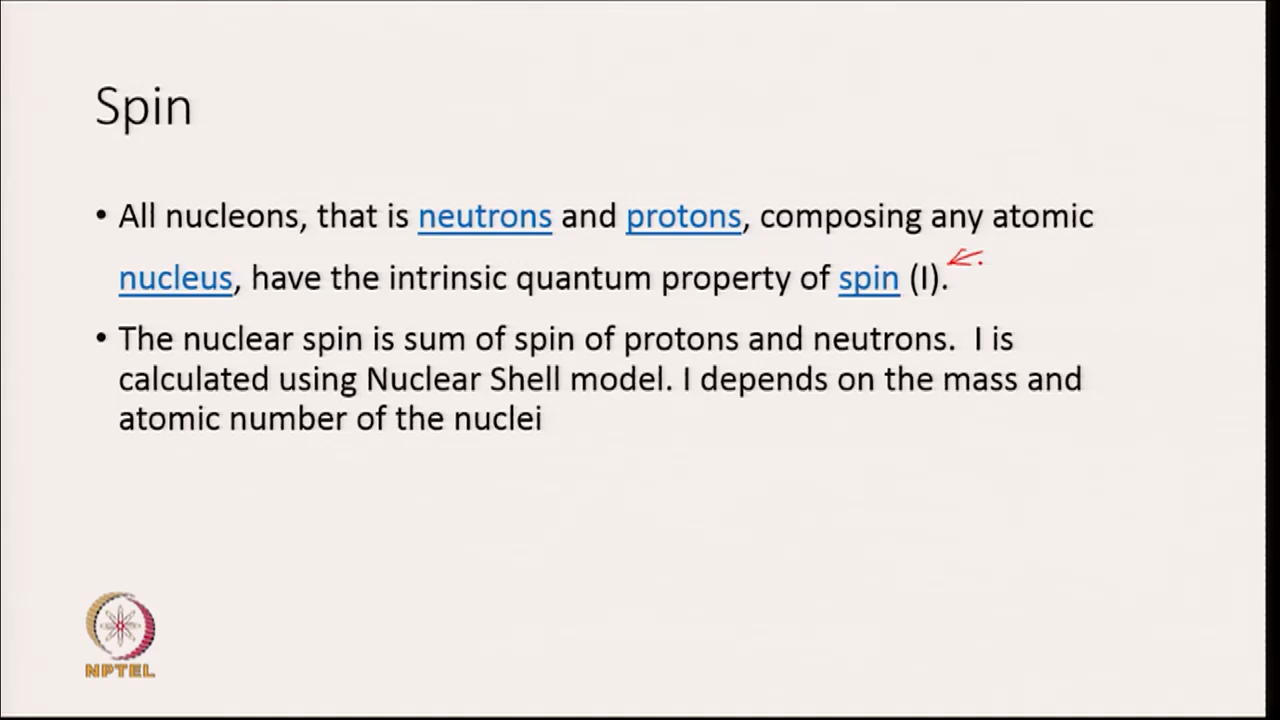 Spin
• All nucleons, that is neutrons and protons, composing any atomic
nucleus, have the intrinsic quantum property of spin (I).
• The nuclear spin is sum of spin of protons and neutrons.  I is
calculated using Nuclear Shell model. I depends on the mass and
atomic number of the nuclei
NPTEL